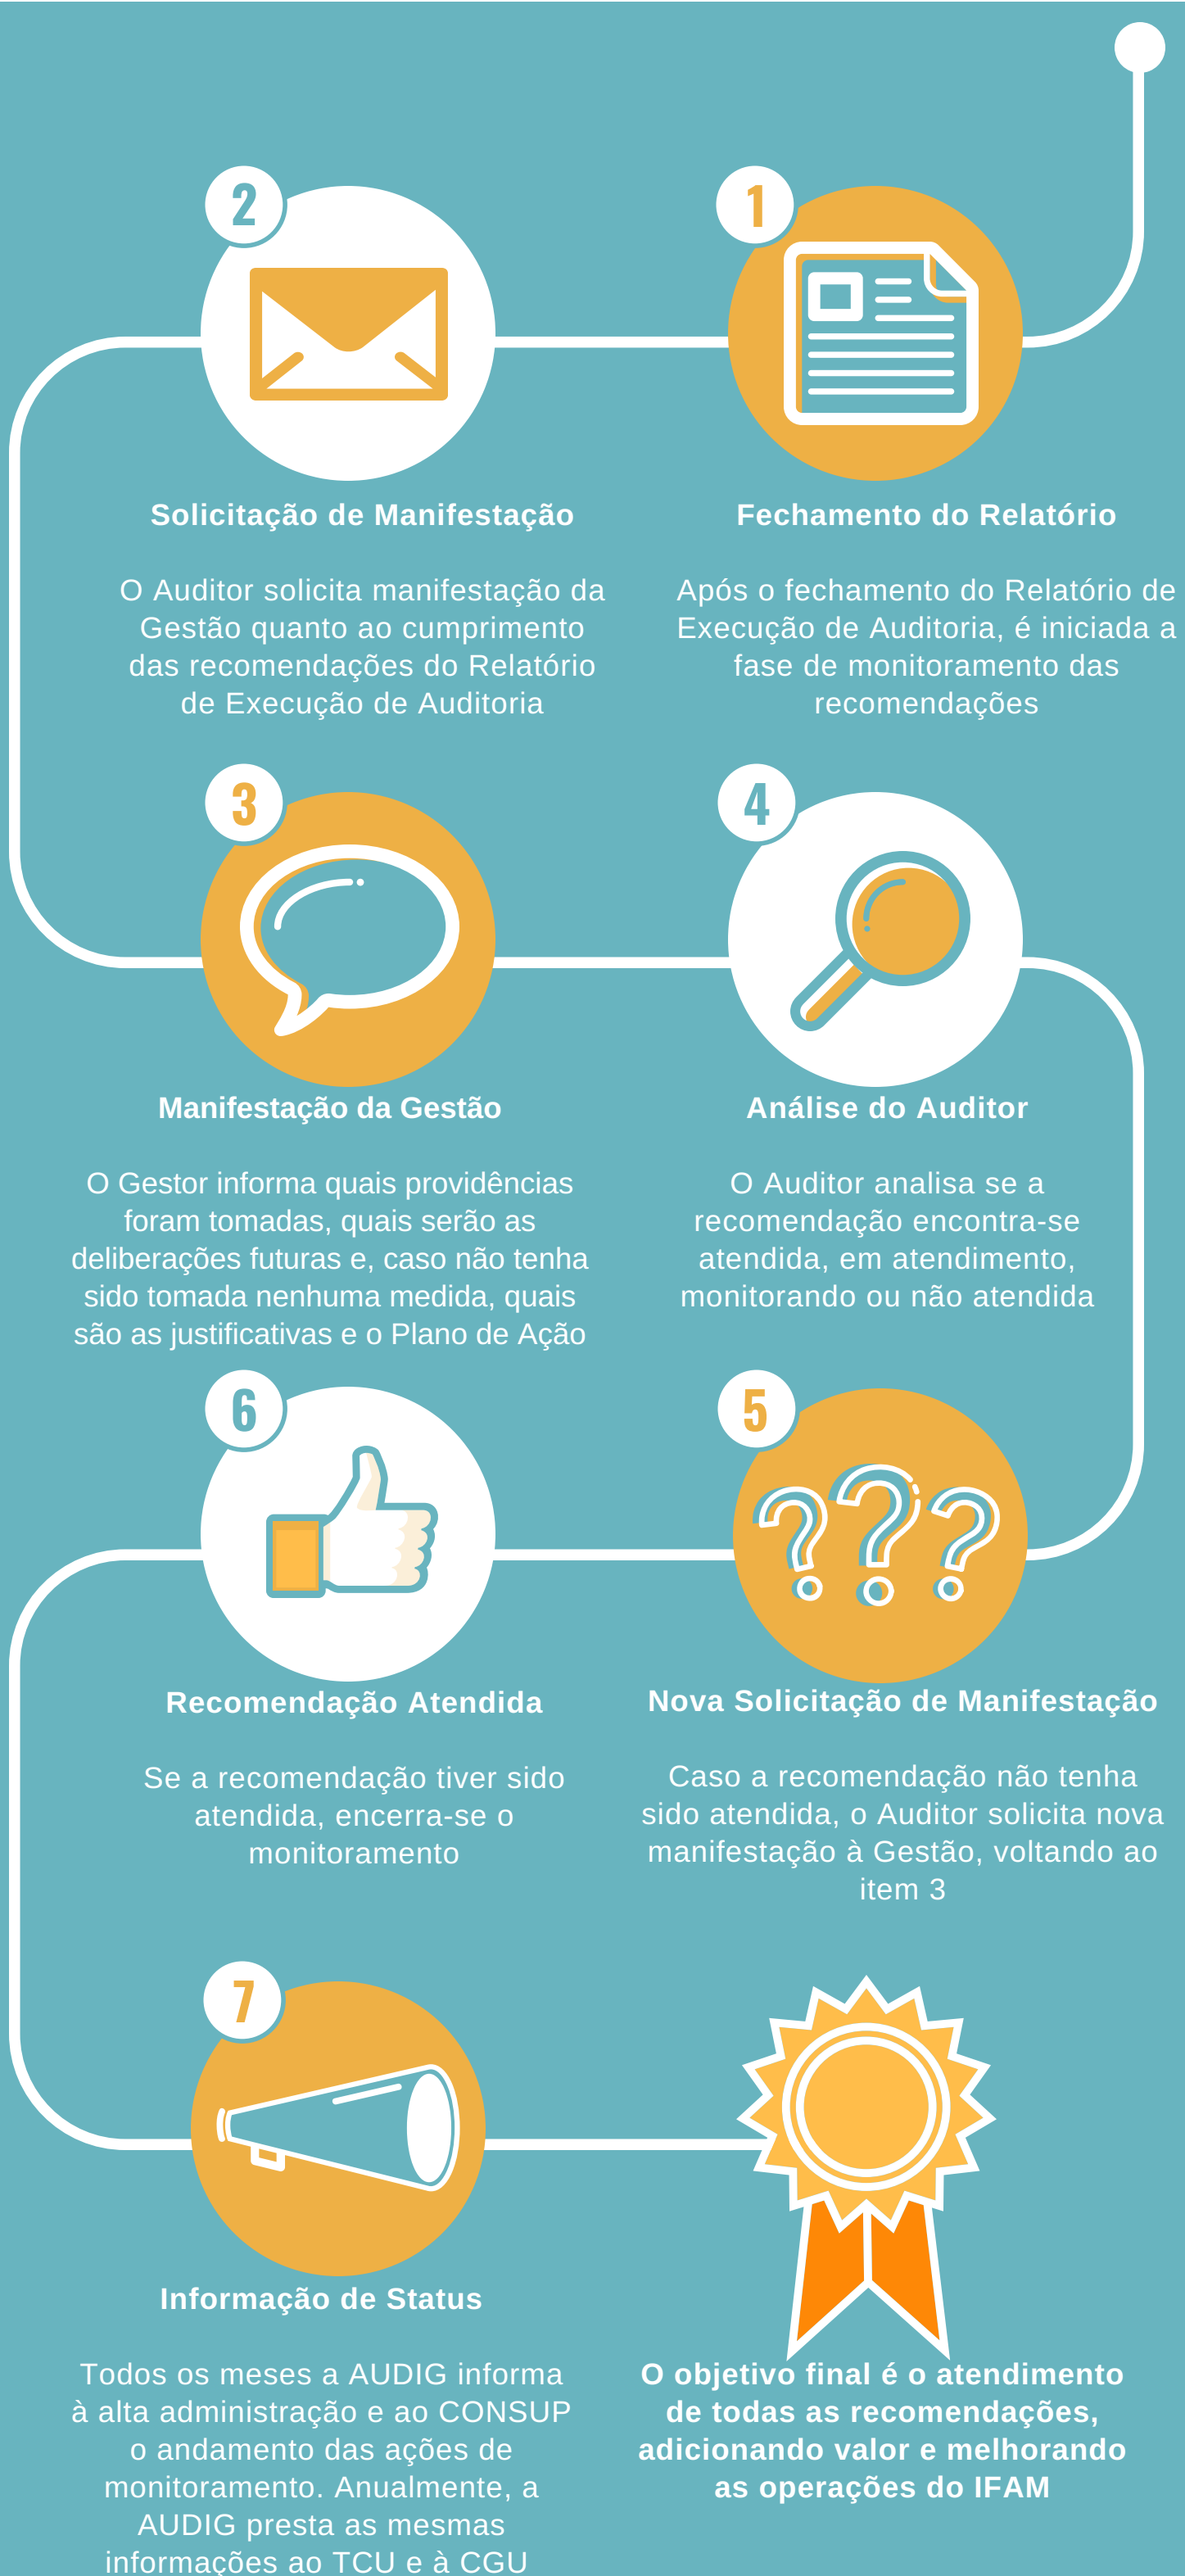 1
Fechamento do Relatório
Após o fechamento do Relatório de
Execução de Auditoria, é iniciada a
fase de monitoramento das
recomendações
2
Solicitação de Manifestação
O Auditor solicita manifestação da
Gestão quanto ao cumprimento
das recomendações do Relatório
de Execução de Auditoria
3
Manifestação da Gestão
O Gestor informa quais providências
foram tomadas, quais serão as
deliberações futuras e, caso não tenha
sido tomada nenhuma medida, quais
são as justificativas e o Plano de Ação
4
Análise do Auditor
O Auditor analisa se a
recomendação encontra-se
atendida, em atendimento,
monitorando ou não atendida
5
Nova Solicitação de Manifestação
Caso a recomendação não tenha
sido atendida, o Auditor solicita nova
manifestação à Gestão, voltando ao
item 3
???
6
Recomendação Atendida
Se a recomendação tiver sido
atendida, encerra-se o
monitoramento
7
Informação de Status
Todos os meses a AUDIG informa
à alta administração e ao CONSUP
o andamento das ações de
monitoramento. Anualmente, a
AUDIG presta as mesmas
informações ao TCU e à CGU
O objetivo final é o atendimento
de todas as recomendações,
adicionando valor e melhorando
as operações do IFAM